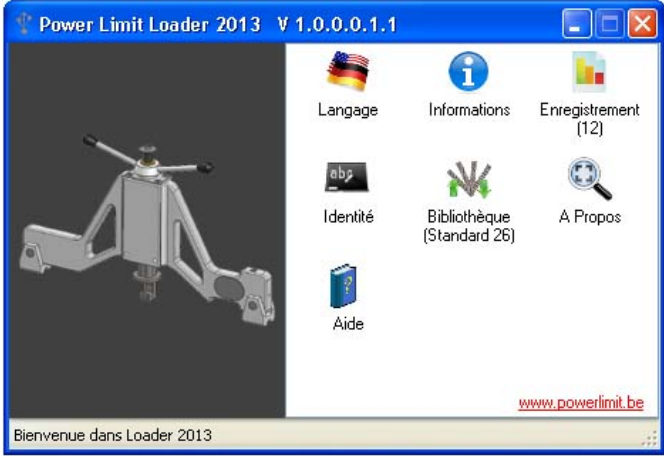 Power Limit Loader 2013 V 1.0.0.0.1.1
Langage
Informations
Enregistrement
(12)
abc
Identité
Bibliothèque
(Standard 26)
A Propos
?
Aide
www.powerlimit.be
Bienvenue dans Loader 2013